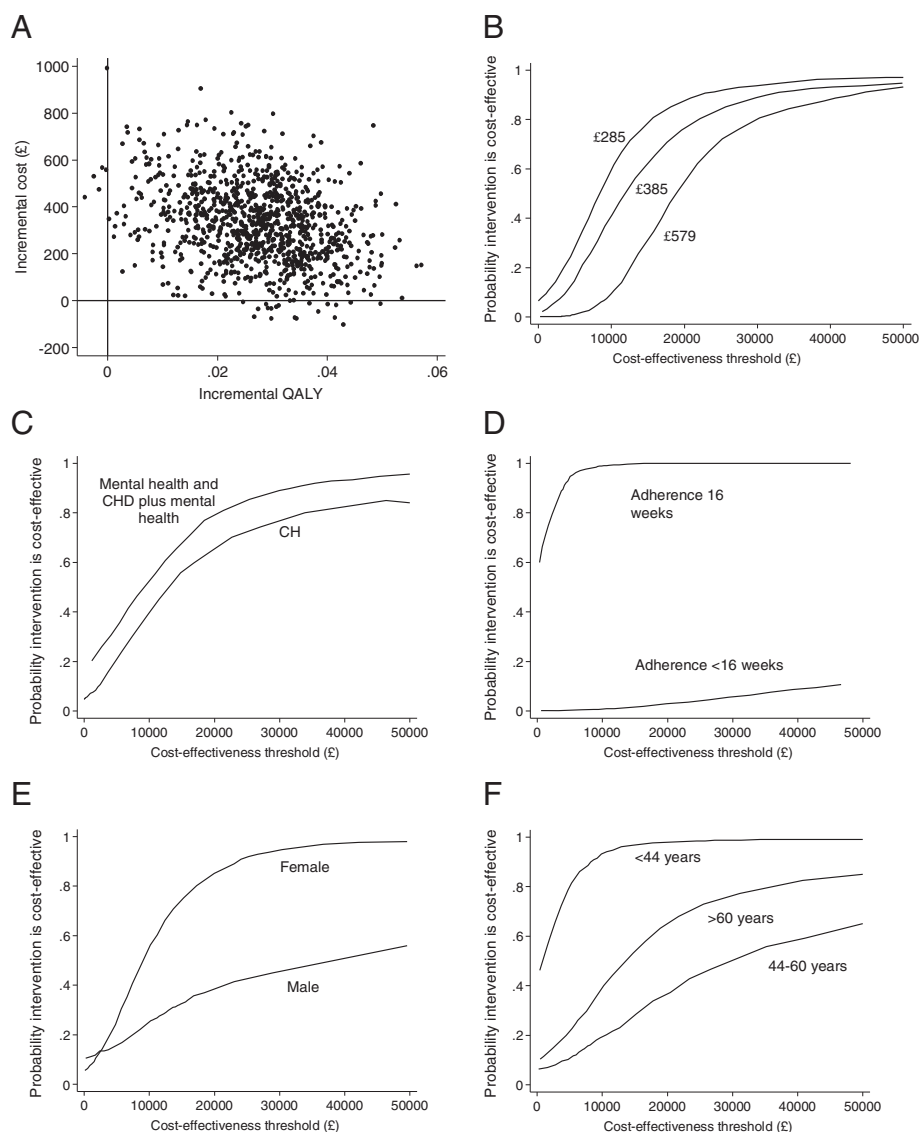 A
1000
800
600
400
200
0
-200
0
.02
.04
.06
Incremental cost (£)
Incremental QALY
B
1
.8
.6
.4
.2
0
0
10000
20000
30000
40000
50000
£285
£385
£579
Probability intervention is cost-effective
Cost-effectiveness threshold (£)
C
1
.8
.6
.4
.2
0
0
10000
20000
30000
40000
50000
Mental health and
CHD plus mental
health
CH
Probability intervention is cost-effective
Cost-effectiveness threshold (£)
D
1
.8
.6
.4
.2
0
0
10000
20000
30000
40000
50000
Adherence 16
weeks
Adherence <16 weeks
Probability intervention is cost-effective
Cost-effectiveness threshold (£)
E
1
.8
.6
.4
.2
0
0
10000
20000
30000
40000
50000
Female
Male
Probability intervention is cost-effective
Cost-effectiveness threshold (£)
F
1
.8
.6
.4
.2
0
0
10000
20000
30000
40000
50000
<44 years
>60 years
44-60 years
Probability intervention is cost-effective
Cost-effectiveness threshold (£)